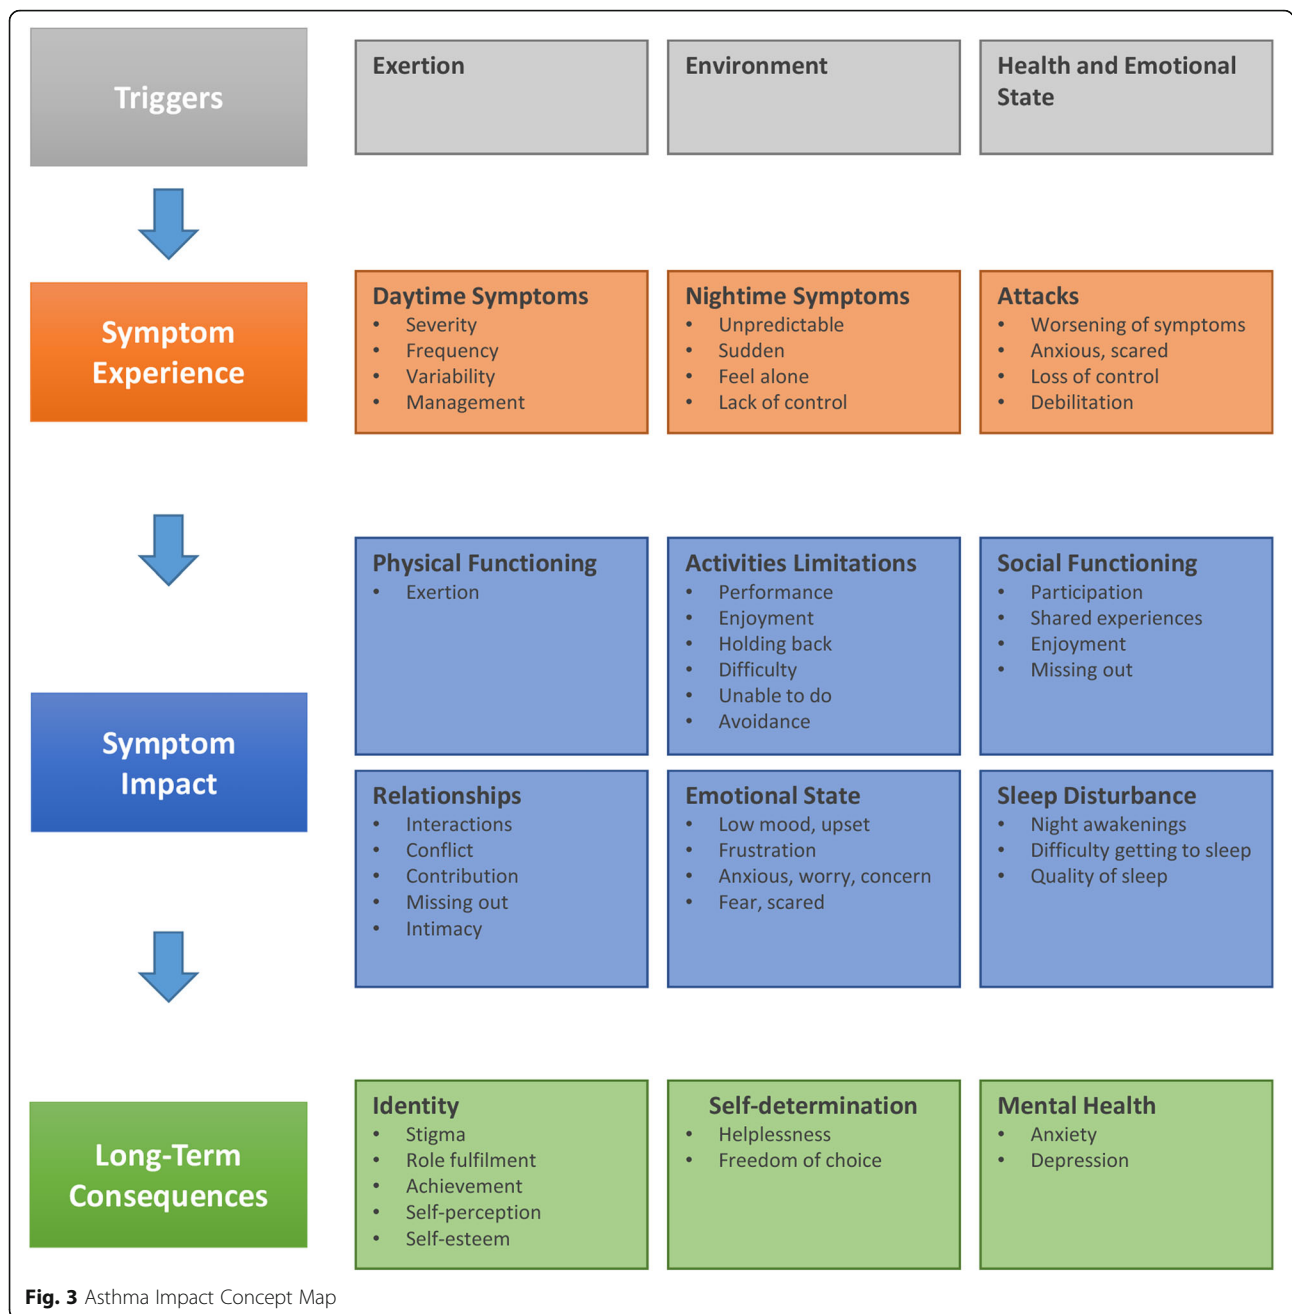 Triggers
Exertion
Environment
Health and Emotional
State
Symptom
Experience
Daytime Symptoms
• Severity
• Frequency
• Variability
• Management
Nightime Symptoms
• Unpredictable
• Sudden
• Feel alone
• Lack of control
Attacks
• Worsening of symptoms
• Anxious, scared
• Loss of control
• Debilitation
Symptom
Impact
Physical Functioning
• Exertion
Activities Limitations
• Performance
• Enjoyment
• Holding back
• Difficulty
• Unable to do
• Avoidance
Social Functioning
• Participation
• Shared experiences
• Enjoyment
• Missing out
Relationships
• Interactions
• Conflict
• Contribution
• Missing out
• Intimacy
Emotional State
• Low mood, upset
• Frustration
• Anxious, worry, concern
• Fear, scared
Sleep Disturbance
• Night awakenings
• Difficulty getting to sleep
• Quality of sleep
Long-Term
Consequences
Identity
• Stigma
• Role fulfilment
• Achievement
• Self-perception
• Self-esteem
Self-determination
• Helplessness
• Freedom of choice
Mental Health
• Anxiety
• Depression
Fig. 3 Asthma Impact Concept Map